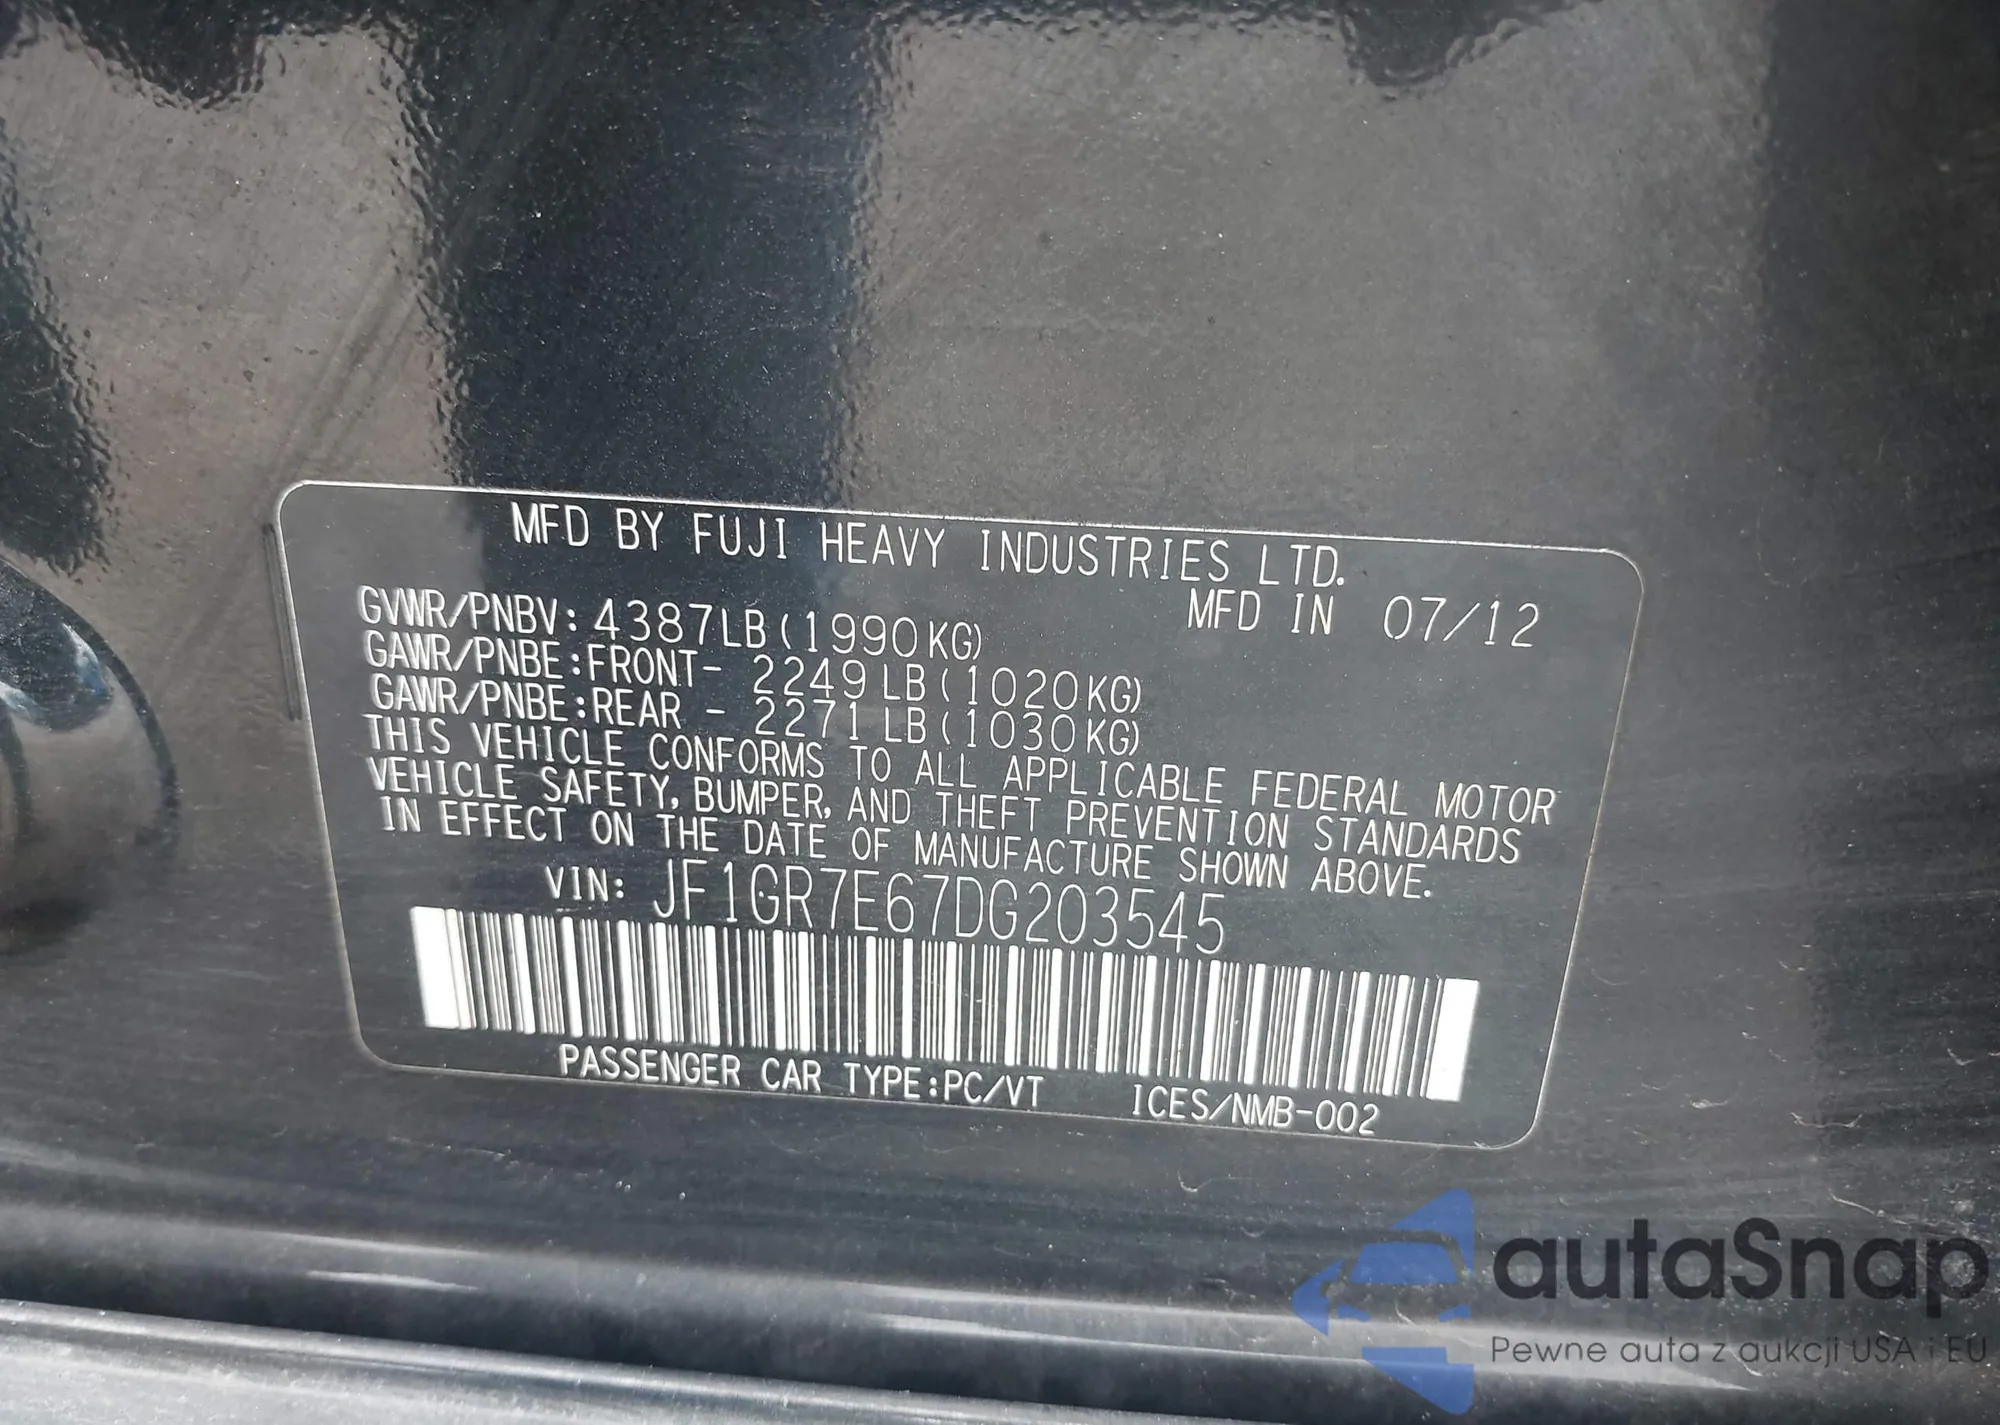 MFD BY FUJI HEAVY INDUSTRIES LTD.
MFD IN 07/12
GVWR/PNBV: 4387LB(1990KG)
GAWR/PNBE:FRONT- 2249LB(1020KG)
GAWR/PNBE:REAR - 2271LB(1030KG)
THIS VEHICLE CONFORMS TO ALL APPLICABLE FEDERAL MOTOR
VEHICLE SAFETY, BUMPER, AND THEFT PREVENTION STANDARDS
IN EFFECT ON THE DATE OF MANUFACTURE SHOWN ABOVE.
VIN: JF1GR7E67DG203545
PASSENGER CAR TYPE:PC/VT ICES/NMB-002
autaSnap
Pewne auta z aukcji USA i EU